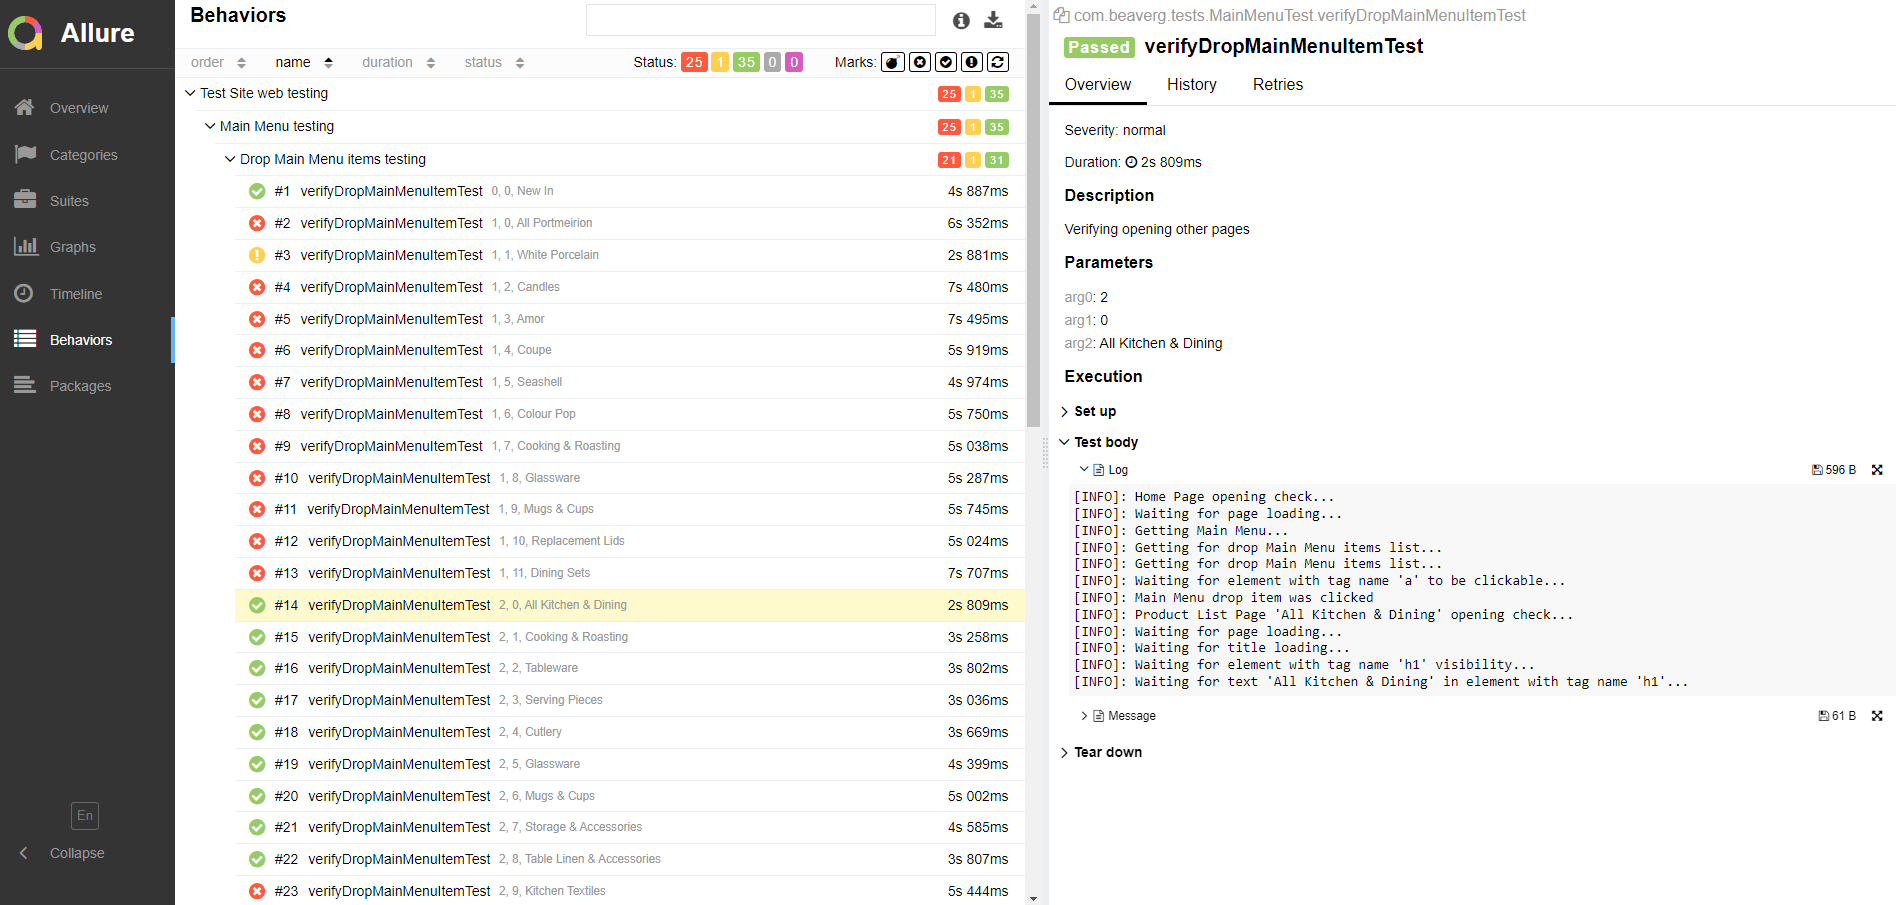 Allure
Overview
Categories
Suites
Graphs
Timeline
Behaviors
Packages
En
Collapse
Behaviors
order name duration status Status: 25 1 35 0 0 Marks:
Test Site web testing 25 1 35
Main Menu testing 25 1 35
Drop Main Menu items testing 21 1 31
#1 verifyDropMainMenuItemTest 0, 0, New In 4s 887ms
#2 verifyDropMainMenuItemTest 1, 0, All Portmeirion 6s 352ms
#3 verifyDropMainMenuItemTest 1, 1, White Porcelain 2s 881ms
#4 verifyDropMainMenuItemTest 1, 2, Candles 7s 480ms
#5 verifyDropMainMenuItemTest 1, 3, Amor 7s 495ms
#6 verifyDropMainMenuItemTest 1, 4, Coupe 5s 919ms
#7 verifyDropMainMenuItemTest 1, 5, Seashell 4s 974ms
#8 verifyDropMainMenuItemTest 1, 6, Colour Pop 5s 750ms
#9 verifyDropMainMenuItemTest 1, 7, Cooking & Roasting 5s 038ms
#10 verifyDropMainMenuItemTest 1, 8, Glassware 5s 287ms
#11 verifyDropMainMenuItemTest 1, 9, Mugs & Cups 5s 745ms
#12 verifyDropMainMenuItemTest 1, 10, Replacement Lids 5s 024ms
#13 verifyDropMainMenuItemTest 1, 11, Dining Sets 7s 707ms
#14 verifyDropMainMenuItemTest 2, 0, All Kitchen & Dining 2s 809ms
#15 verifyDropMainMenuItemTest 2, 1, Cooking & Roasting 3s 258ms
#16 verifyDropMainMenuItemTest 2, 2, Tableware 3s 802ms
#17 verifyDropMainMenuItemTest 2, 3, Serving Pieces 3s 036ms
#18 verifyDropMainMenuItemTest 2, 4, Cutlery 3s 669ms
#19 verifyDropMainMenuItemTest 2, 5, Glassware 4s 399ms
#20 verifyDropMainMenuItemTest 2, 6, Mugs & Cups 5s 002ms
#21 verifyDropMainMenuItemTest 2, 7, Storage & Accessories 4s 585ms
#22 verifyDropMainMenuItemTest 2, 8, Table Linen & Accessories 3s 807ms
#23 verifyDropMainMenuItemTest 2, 9, Kitchen Textiles 5s 444ms
com.beaverg.tests.MainMenuTest.verifyDropMainMenuItemTest
Passed verifyDropMainMenuItemTest
Overview History Retries
Severity: normal
Duration: 2s 809ms
Description
Verifying opening other pages
Parameters
arg0: 2
arg1: 0
arg2: All Kitchen & Dining
Execution
Set up
Test body
Log 596 B
[INFO]: Home Page opening check...
[INFO]: Waiting for page loading...
[INFO]: Getting Main Menu...
[INFO]: Getting for drop Main Menu items list...
[INFO]: Getting for drop Main Menu items list...
[INFO]: Waiting for element with tag name 'a' to be clickable...
[INFO]: Main Menu drop item was clicked
[INFO]: Product List Page 'All Kitchen & Dining' opening check...
[INFO]: Waiting for page loading...
[INFO]: Waiting for title loading...
[INFO]: Waiting for element with tag name 'h1' visibility...
[INFO]: Waiting for text 'All Kitchen & Dining' in element with tag name 'h1'...
Message 61 B
Tear down